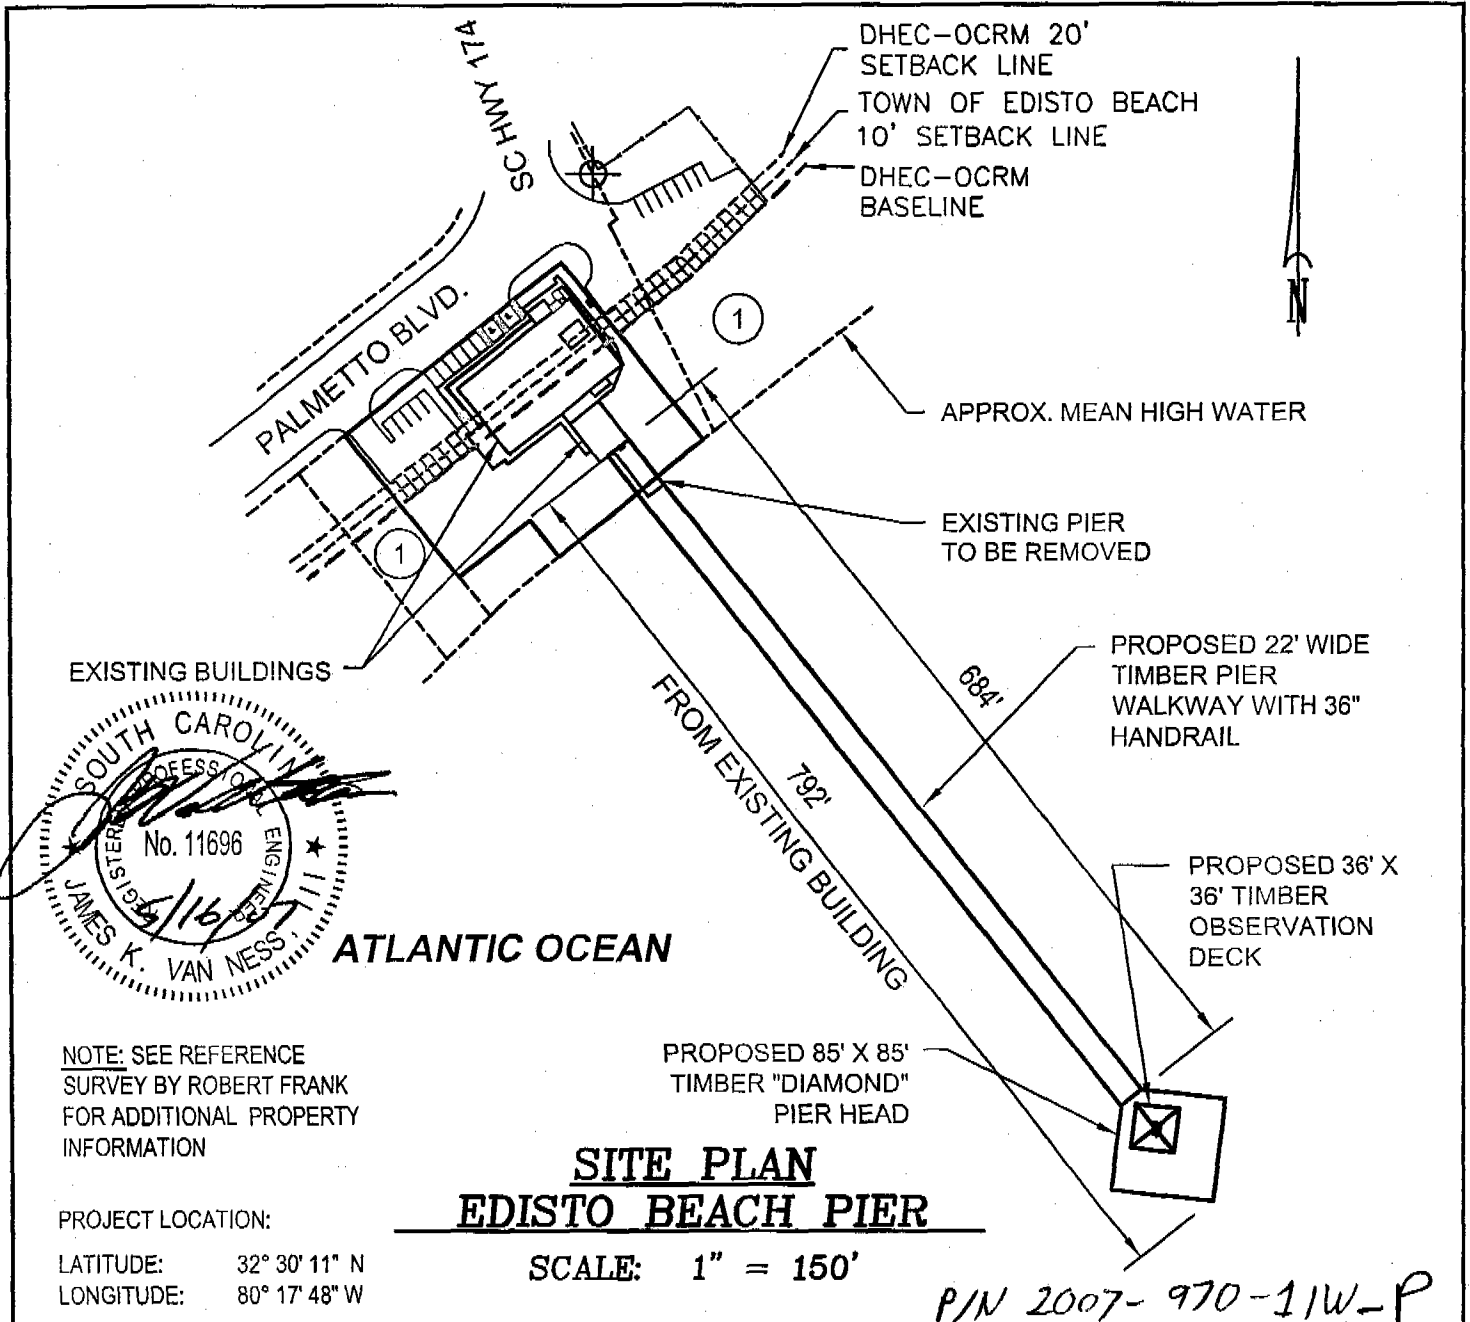 DHEC-OCRM 20'
SETBACK LINE
TOWN OF EDISTO BEACH
10' SETBACK LINE
DHEC-OCRM
BASELINE
SC HWY 174
PALMETTO BLVD.
N
1
1
APPROX. MEAN HIGH WATER
EXISTING PIER
TO BE REMOVED
EXISTING BUILDINGS
PROPOSED 22' WIDE
TIMBER PIER
WALKWAY WITH 36"
HANDRAIL
684'
792'
FROM EXISTING BUILDING
PROPOSED 36' X
36' TIMBER
OBSERVATION
DECK
SOUTH CAROLINA
REGISTERED PROFESSIONAL ENGINEER
No. 11696
JAMES K. VAN NESS, III
ATLANTIC OCEAN
NOTE: SEE REFERENCE
SURVEY BY ROBERT FRANK
FOR ADDITIONAL PROPERTY
INFORMATION
PROPOSED 85' X 85'
TIMBER "DIAMOND"
PIER HEAD
SITE PLAN
EDISTO BEACH PIER
SCALE: 1" = 150'
PROJECT LOCATION:
LATITUDE: 32° 30' 11" N
LONGITUDE: 80° 17' 48" W
P/N 2007-970-1IW-P